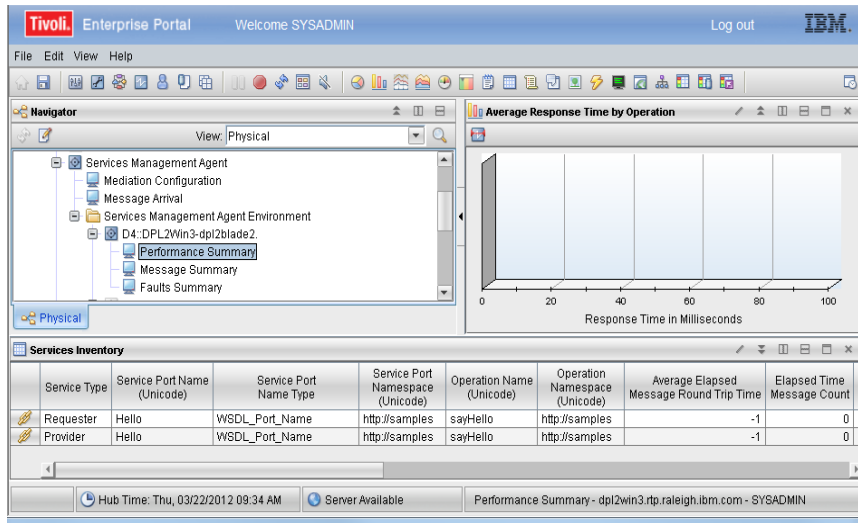 Tivoli. Enterprise Portal Welcome SYSADMIN Log out IBM.
File Edit View Help
Navigator
View: Physical
Services Management Agent
Mediation Configuration
Message Arrival
Services Management Agent Environment
D4::DPL2Win3-dpl2blade2.
Performance Summary
Message Summary
Faults Summary
Physical
Average Response Time by Operation
0 20 40 60 80 100
Response Time in Milliseconds
Services Inventory
Service Type Service Port Name (Unicode) Service Port Name Type Service Port Namespace (Unicode) Operation Name (Unicode) Operation Namespace (Unicode) Average Elapsed Message Round Trip Time Elapsed Time Message Count
Requester Hello WSDL_Port_Name http://samples sayHello http://samples -1 0
Provider Hello WSDL_Port_Name http://samples sayHello http://samples -1 0
Hub Time: Thu, 03/22/2012 09:34 AM Server Available Performance Summary - dpl2win3.rtp.raleigh.ibm.com - SYSADMIN